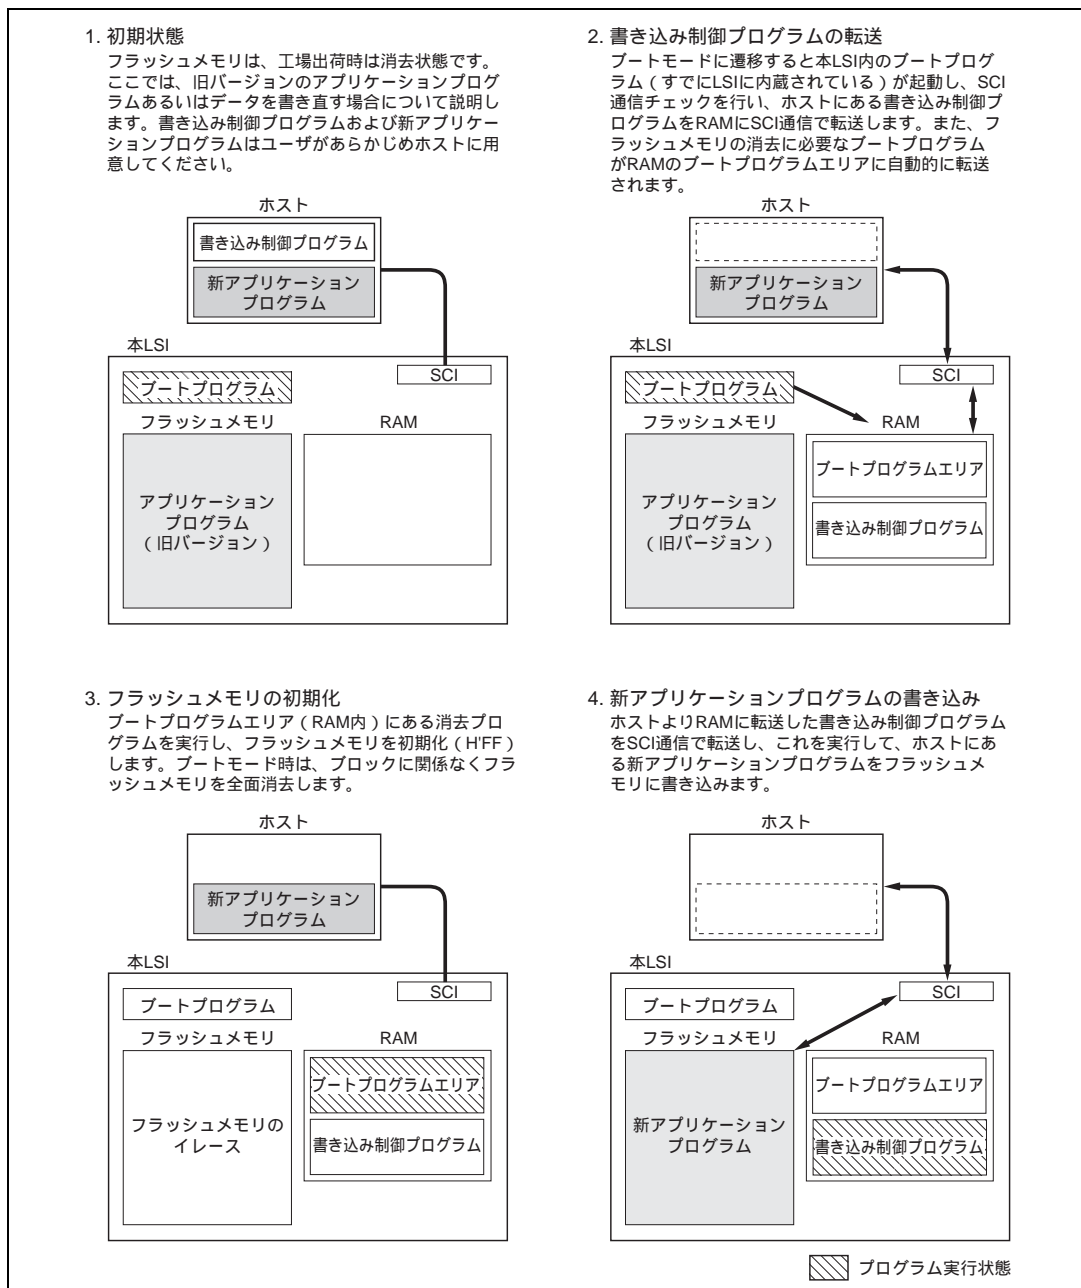 1. 初期状態
フラッシュメモリは、工場出荷時は消去状態です。
ここでは、旧バージョンのアプリケーションプログ
ラムあるいはデータを書き直す場合について説明し
ます。書き込み制御プログラムおよび新アプリケー
ションプログラムはユーザがあらかじめホストに用
意してください。
ホスト
書き込み制御プログラム
新アプリケーション
プログラム
本LSI
SCI
ブートプログラム
フラッシュメモリ
RAM
アプリケーション
プログラム
（旧バージョン）
2. 書き込み制御プログラムの転送
ブートモードに遷移すると本LSI内のブートプログ
ラム（すでにLSIに内蔵されている）が起動し、SCI
通信チェックを行い、ホストにある書き込み制御プ
ログラムをRAMにSCI通信で転送します。また、フ
ラッシュメモリの消去に必要なブートプログラム
がRAMのブートプログラムエリアに自動的に転送
されます。
ホスト
新アプリケーション
プログラム
本LSI
SCI
ブートプログラム
フラッシュメモリ
RAM
アプリケーション
プログラム
（旧バージョン）
ブートプログラムエリア
書き込み制御プログラム
3. フラッシュメモリの初期化
ブートプログラムエリア（RAM内）にある消去プロ
グラムを実行し、フラッシュメモリを初期化（H'FF）
します。ブートモード時は、ブロックに関係なくフラ
ッシュメモリを全面消去します。
ホスト
新アプリケーション
プログラム
本LSI
SCI
ブートプログラム
フラッシュメモリ
RAM
フラッシュメモリの
イレース
ブートプログラムエリア
書き込み制御プログラム
4. 新アプリケーションプログラムの書き込み
ホストよりRAMに転送した書き込み制御プログラム
をSCI通信で転送し、これを実行して、ホストにあ
る新アプリケーションプログラムをフラッシュメ
モリに書き込みます。
ホスト
本LSI
SCI
ブートプログラム
フラッシュメモリ
RAM
新アプリケーション
プログラム
ブートプログラムエリア
書き込み制御プログラム
プログラム実行状態